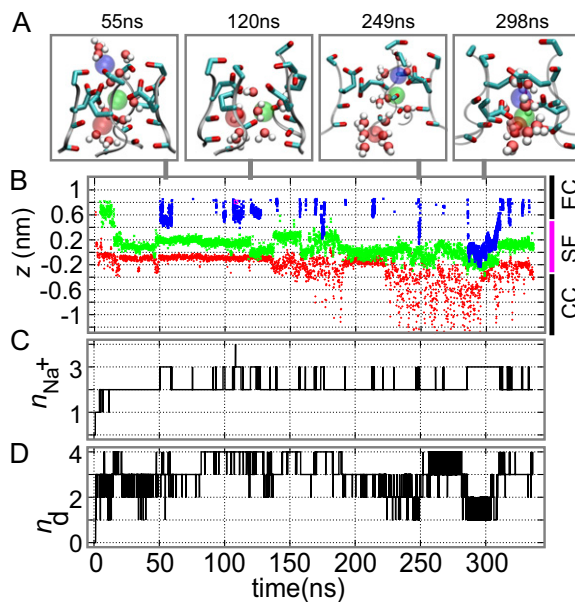 A 55ns 120ns 249ns 298ns
B
1
0.6
0.2
-0.2
-0.6
-1
z (nm)
EC
SF
CC
C
3
1
nNa+
D
4
2
0
nd
0 50 100 150 200 250 300
time(ns)